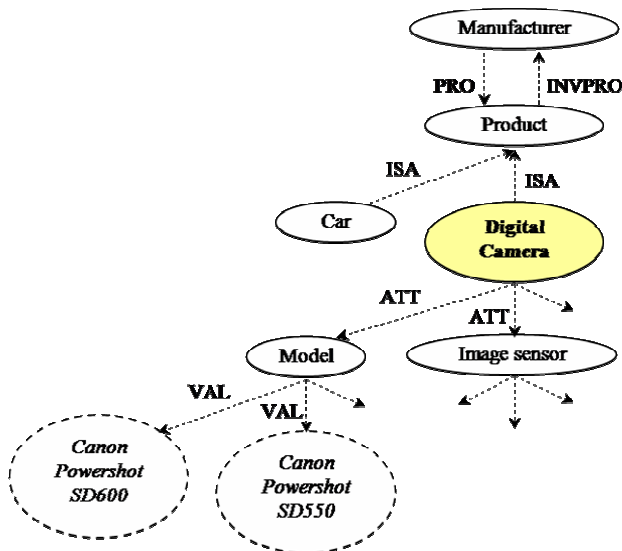 Manufacturer
PRO
INVPRO
Product
ISA
ISA
Car
Digital
Camera
ATT
ATT
Model
Image sensor
VAL
VAL
Canon
Powershot
SD600
Canon
Powershot
SD550